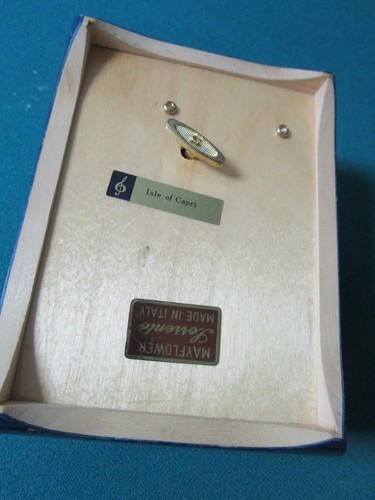 Isle of Capri
MAYFLOWER
Sorrento
MADE IN ITALY